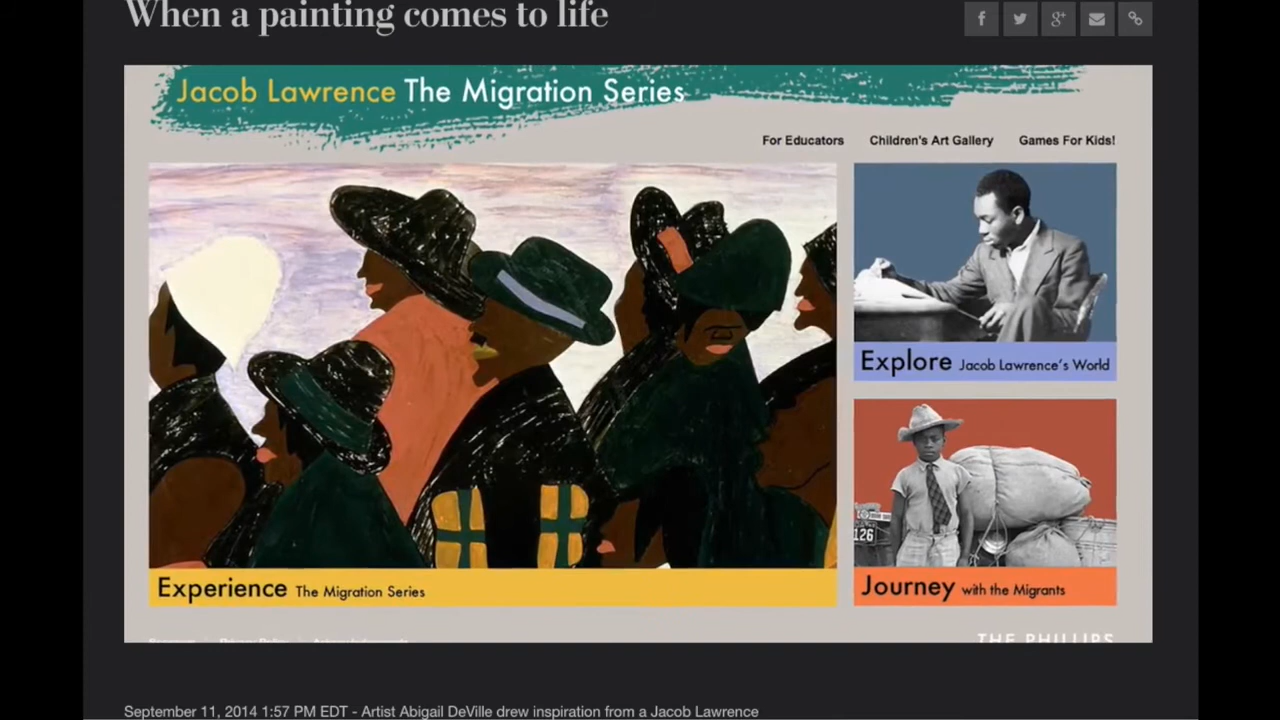 When a painting comes to life
Jacob Lawrence The Migration Series
For Educators Children's Art Gallery Games For Kids!
Explore Jacob Lawrence's World
126
Experience The Migration Series
Journey with the Migrants
THE PHILLIPS
September 11, 2014 1:57 PM EDT - Artist Abigail DeVille drew inspiration from a Jacob Lawrence